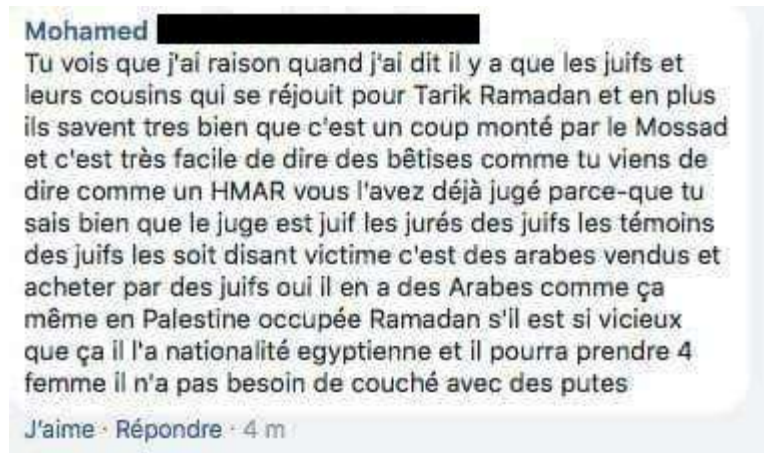 Mohamed
Tu vois que j'ai raison quand j'ai dit il y a que les juifs et
leurs cousins qui se réjouit pour Tarik Ramadan et en plus
ils savent tres bien que c'est un coup monté par le Mossad
et c'est très facile de dire des bêtises comme tu viens de
dire comme un HMAR vous l'avez déjà jugé parce-que tu
sais bien que le juge est juif les jurés des juifs les témoins
des juifs les soit disant victime c'est des arabes vendus et
acheter par des juifs oui il en a des Arabes comme ça
même en Palestine occupée Ramadan s'il est si vicieux
que ça il l'a nationalité egyptienne et il pourra prendre 4
femme il n'a pas besoin de couché avec des putes
J'aime · Répondre · 4 m